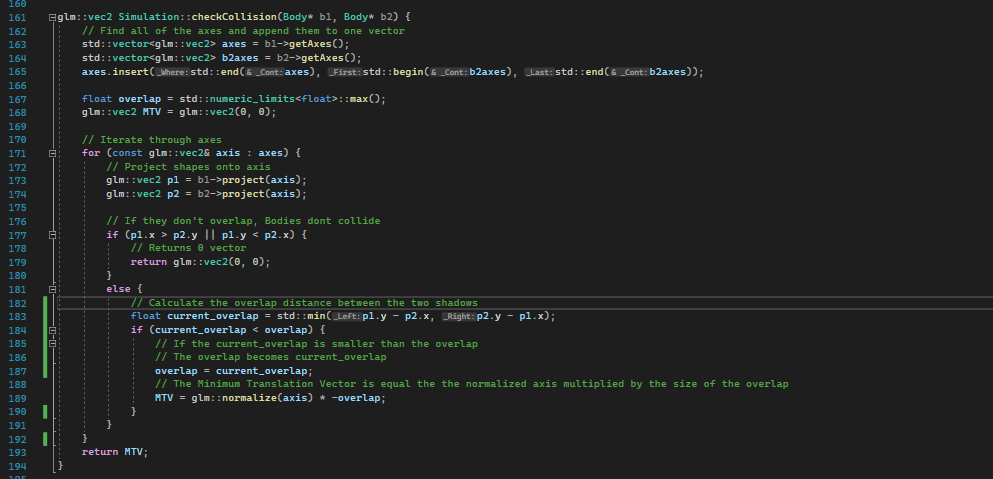 160
161 glm::vec2 Simulation::checkCollision(Body* b1, Body* b2) {
162 // Find all of the axes and append them to one vector
163 std::vector<glm::vec2> axes = b1->getAxes();
164 std::vector<glm::vec2> b2axes = b2->getAxes();
165 axes.insert(_Where:std::end(&_Cont:axes), _First:std::begin(&_Cont:b2axes), _Last:std::end(&_Cont:b2axes));
166
167 float overlap = std::numeric_limits<float>::max();
168 glm::vec2 MTV = glm::vec2(0, 0);
169
170 // Iterate through axes
171 for (const glm::vec2& axis : axes) {
172 // Project shapes onto axis
173 glm::vec2 p1 = b1->project(axis);
174 glm::vec2 p2 = b2->project(axis);
175
176 // If they don't overlap, Bodies dont collide
177 if (p1.x > p2.y || p1.y < p2.x) {
178 // Returns 0 vector
179 return glm::vec2(0, 0);
180 }
181 else {
182 // Calculate the overlap distance between the two shadows
183 float current_overlap = std::min(_Left:p1.y - p2.x, _Right:p2.y - p1.x);
184 if (current_overlap < overlap) {
185 // If the current_overlap is smaller than the overlap
186 // The overlap becomes current_overlap
187 overlap = current_overlap;
188 // The Minimum Translation Vector is equal the the normalized axis multiplied by the size of the overlap
189 MTV = glm::normalize(axis) * -overlap;
190 }
191 }
192 }
193 return MTV;
194 }